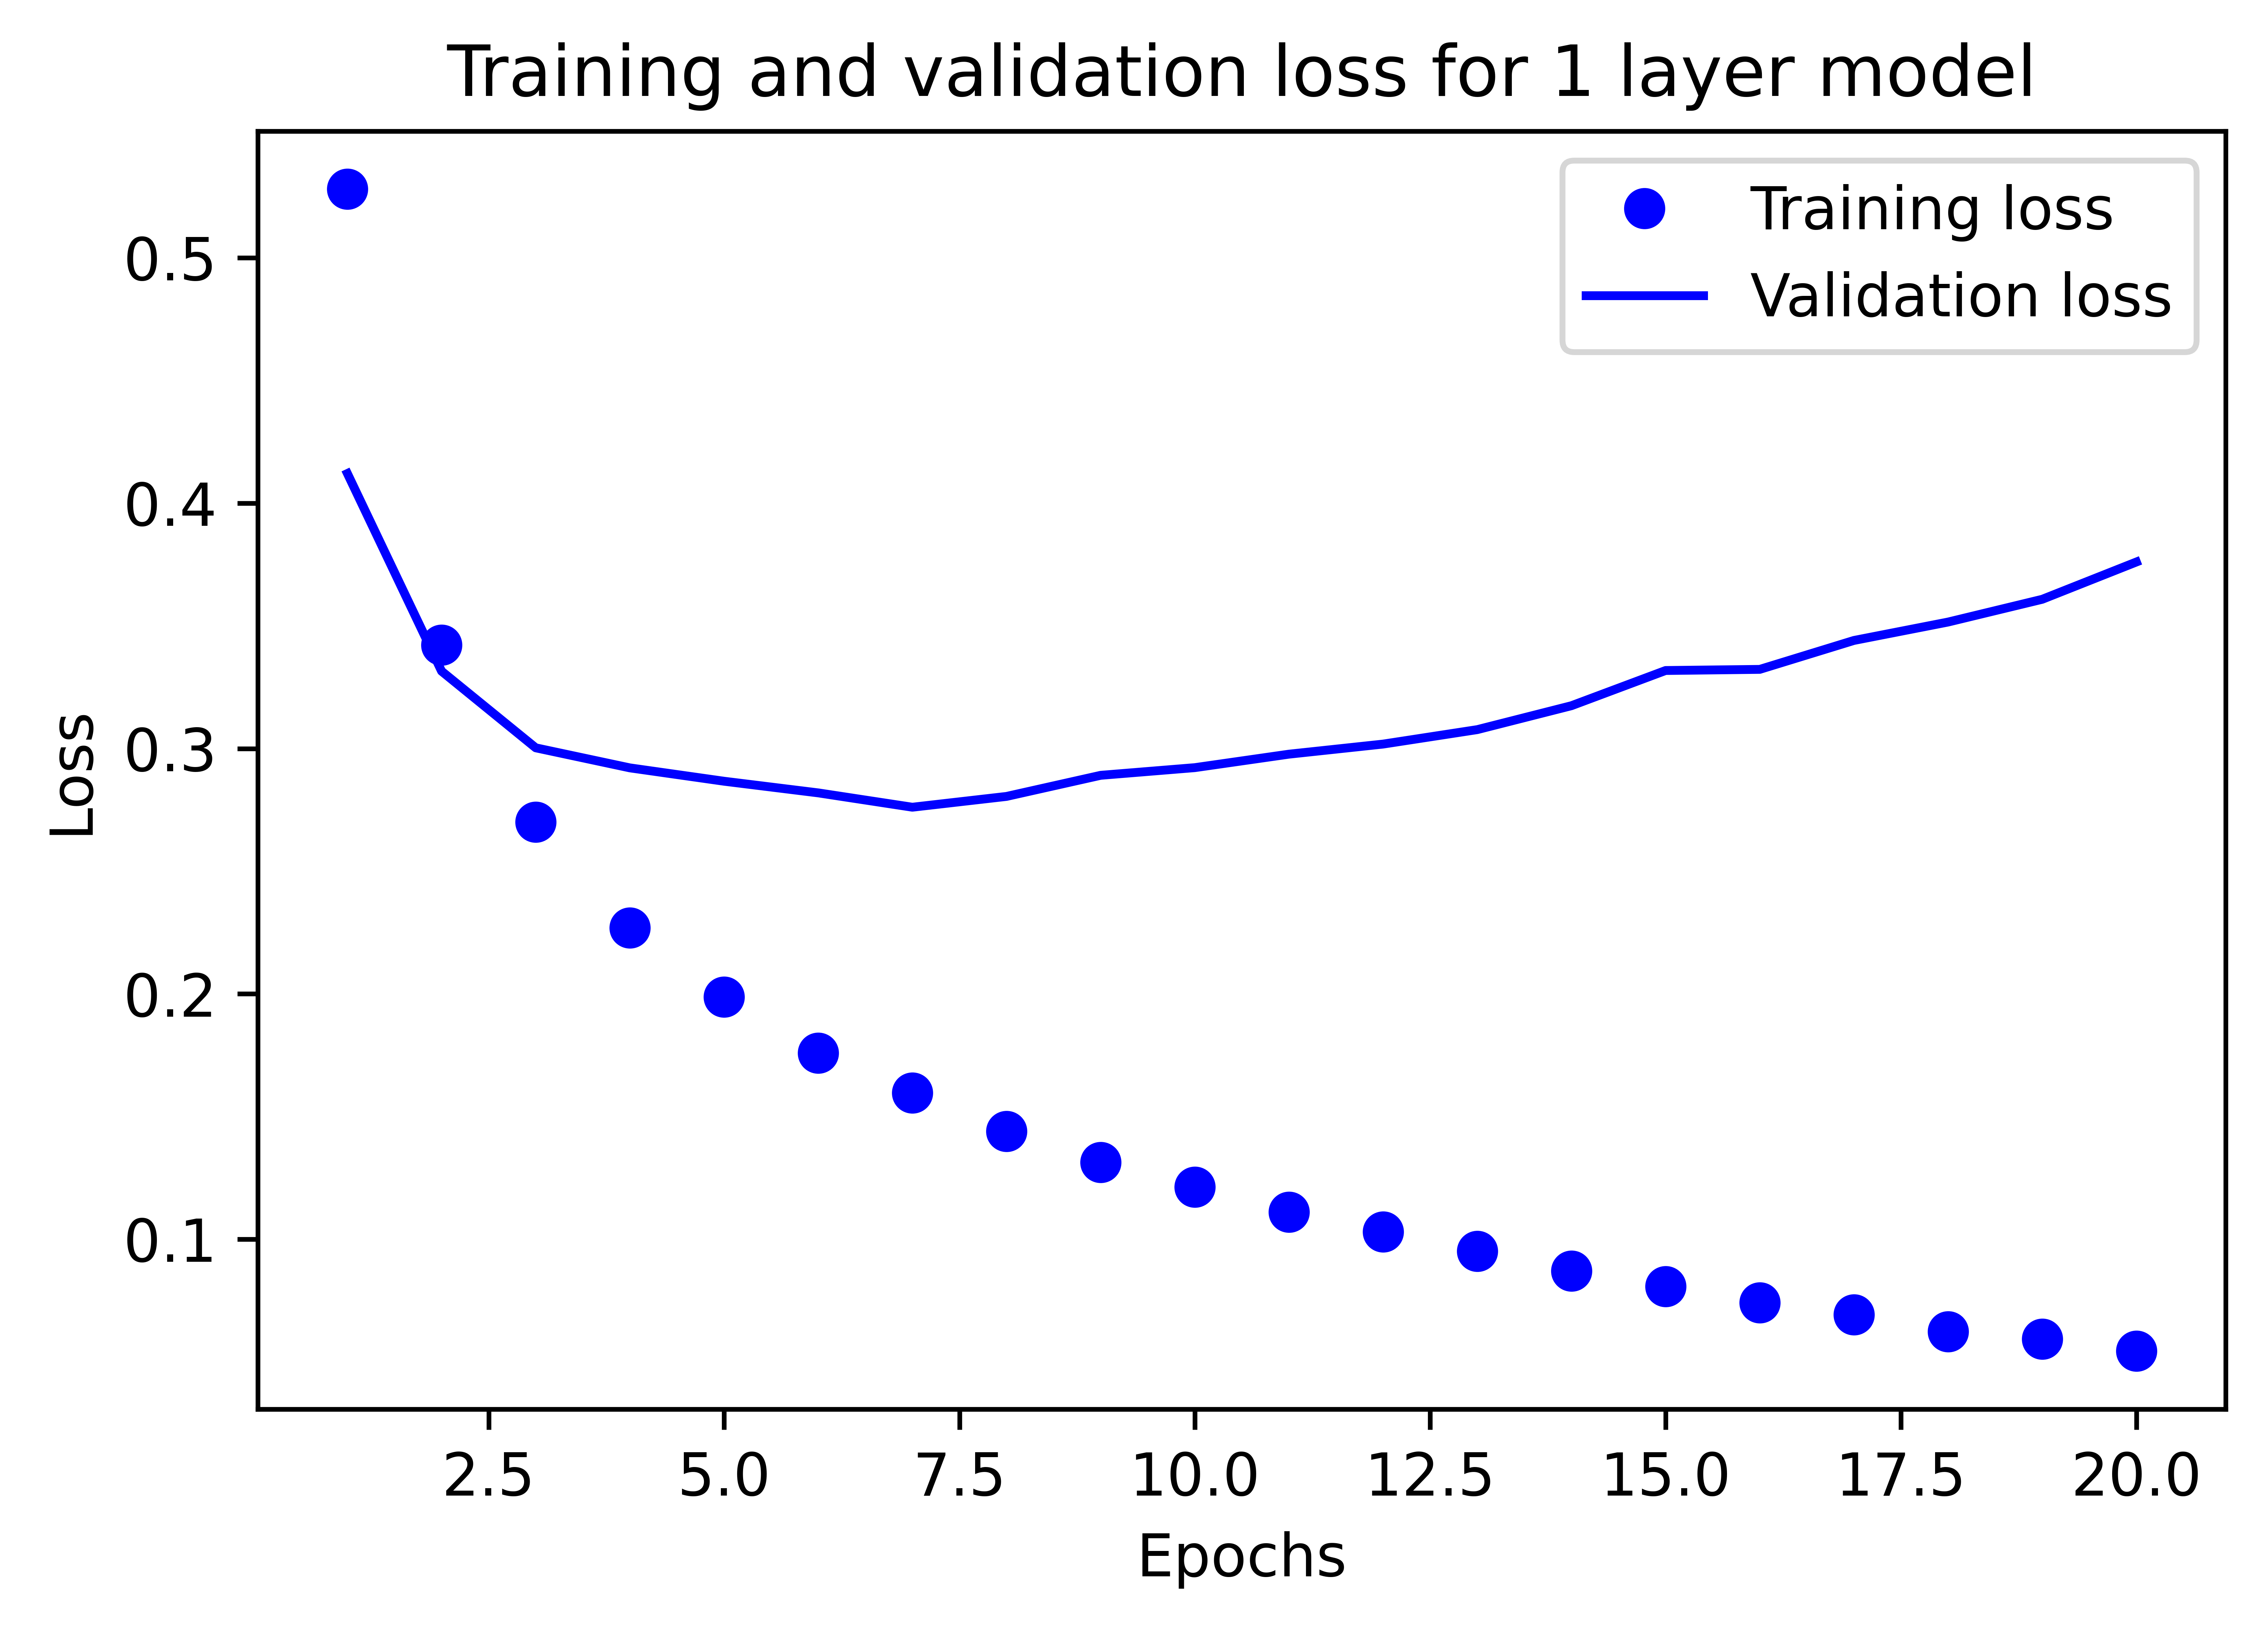 Training and validation loss for 1 layer model
Training loss
Validation loss
0.5
0.4
0.3
0.2
0.1
Loss
2.5 5.0 7.5 10.0 12.5 15.0 17.5 20.0
Epochs